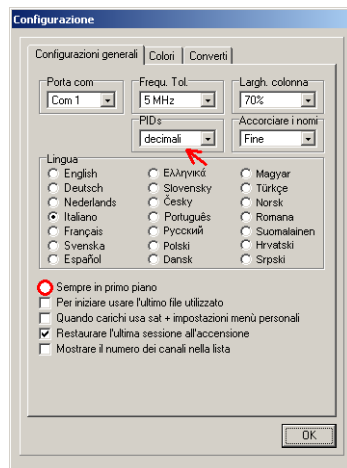 Configurazione
Configurazioni generali Colori Converti
Porta com Frequ. Tol. Largh. colonna
Com 1 5 MHz 70%
PIDs Accorciare i nomi
decimali Fine
Lingua
English Ελληνικά Magyar
Deutsch Slovensky Türkçe
Nederlands Česky Norsk
Italiano Português Romana
Français Русский Suomalainen
Svenska Polski Hrvatski
Español Dansk Srpski
Sempre in primo piano
Per iniziare usare l'ultimo file utilizzato
Quando carichi usa sat + impostazioni menù personali
Restaurare l'ultima sessione all'accensione
Mostrare il numero dei canali nella lista
OK